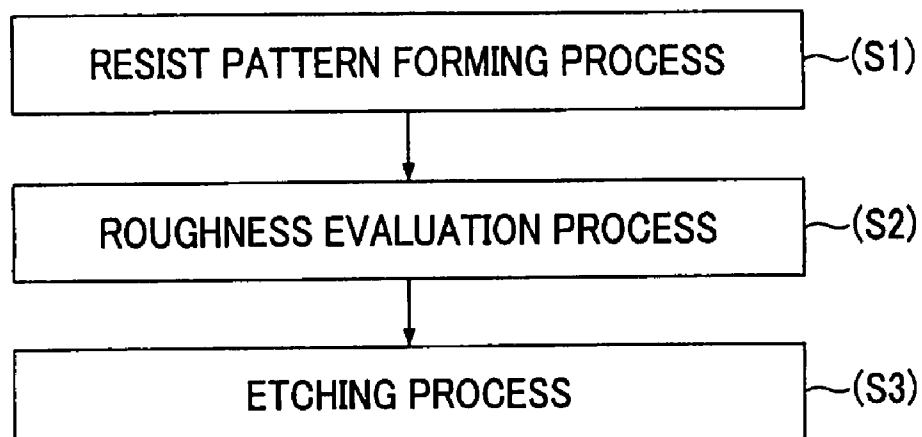 RESIST PATTERN FORMING PROCESS (S1)
ROUGHNESS EVALUATION PROCESS (S2)
ETCHING PROCESS (S3)